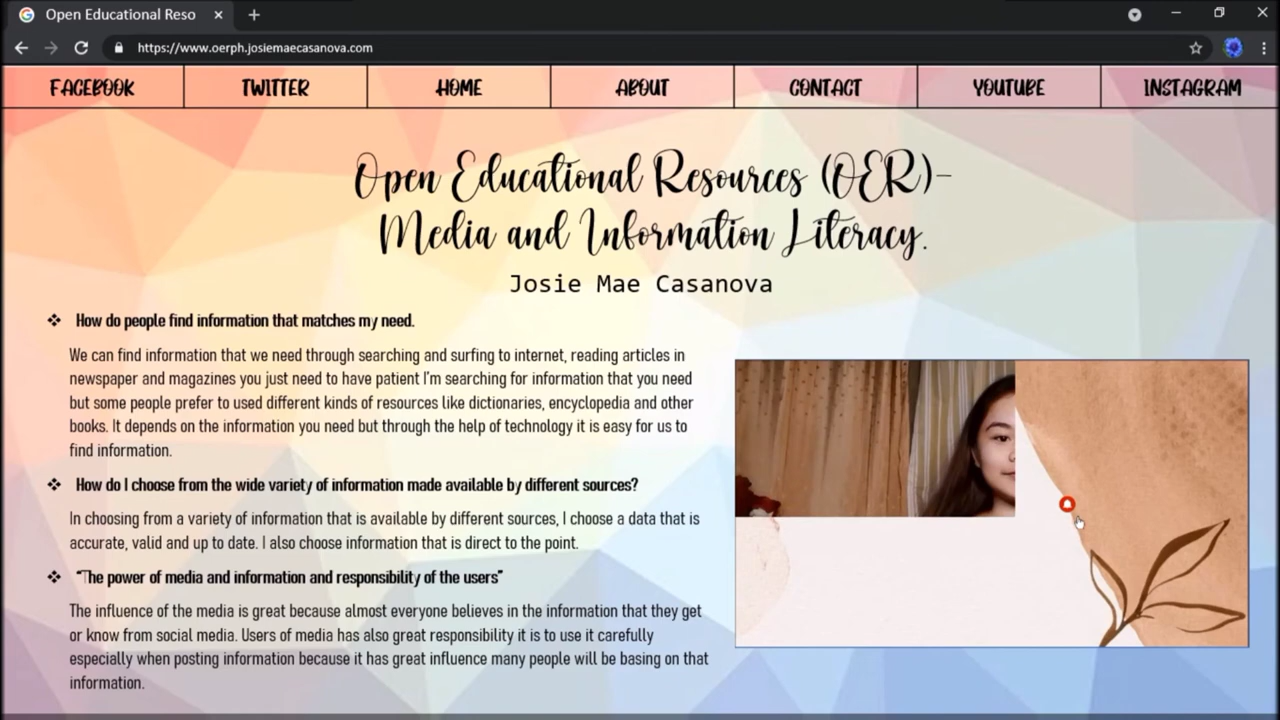 Open Educational Reso
https://www.oerph.josiemaecasanova.com
FACEBOOK TWITTER HOME ABOUT CONTACT YOUTUBE INSTAGRAM
Open Educational Resources (OER)-
Media and Information Literacy.
Josie Mae Casanova
How do people find information that matches my need.
We can find information that we need through searching and surfing to internet, reading articles in
newspaper and magazines you just need to have patient I'm searching for information that you need
but some people prefer to used different kinds of resources like dictionaries, encyclopedia and other
books. It depends on the information you need but through the help of technology it is easy for us to
find information.
How do I choose from the wide variety of information made available by different sources?
In choosing from a variety of information that is available by different sources, I choose a data that is
accurate, valid and up to date. I also choose information that is direct to the point.
“The power of media and information and responsibility of the users”
The influence of the media is great because almost everyone believes in the information that they get
or know from social media. Users of media has also great responsibility it is to use it carefully
especially when posting information because it has great influence many people will be basing on that
information.